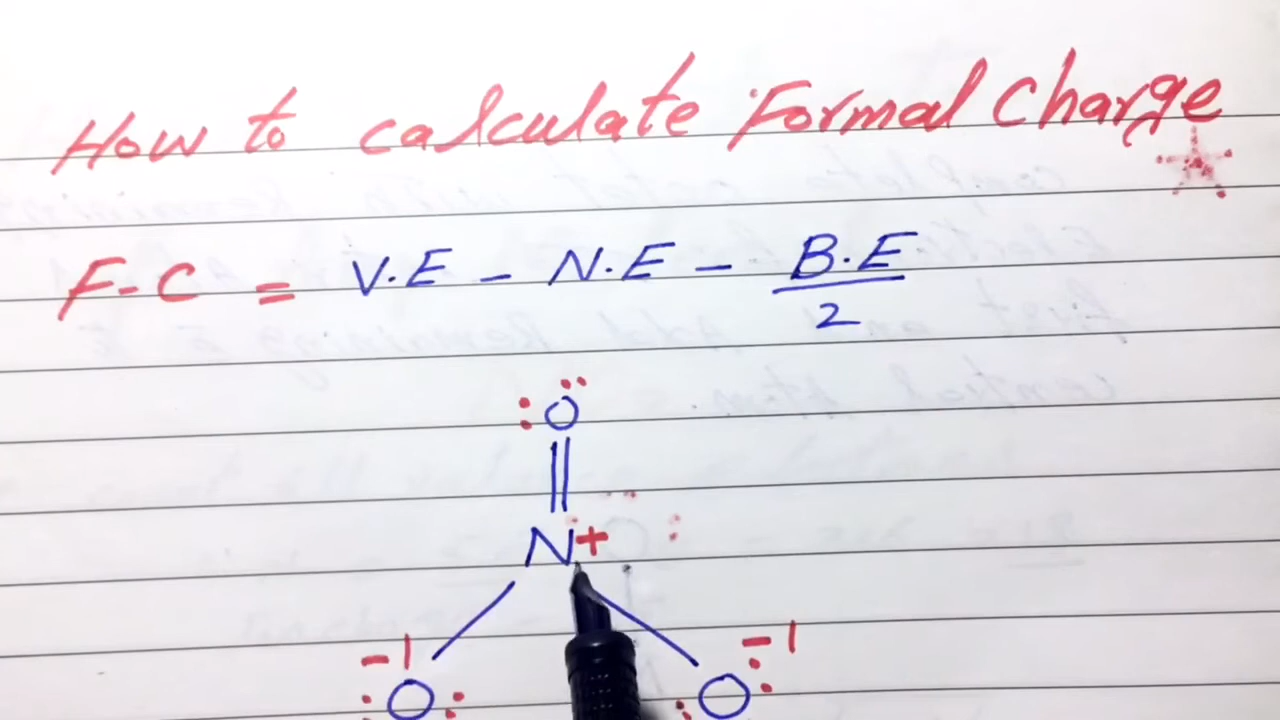 How to calculate Formal Charge
F-C = V.E - N.E - B.E
2
O
N +
-1 -1
O O